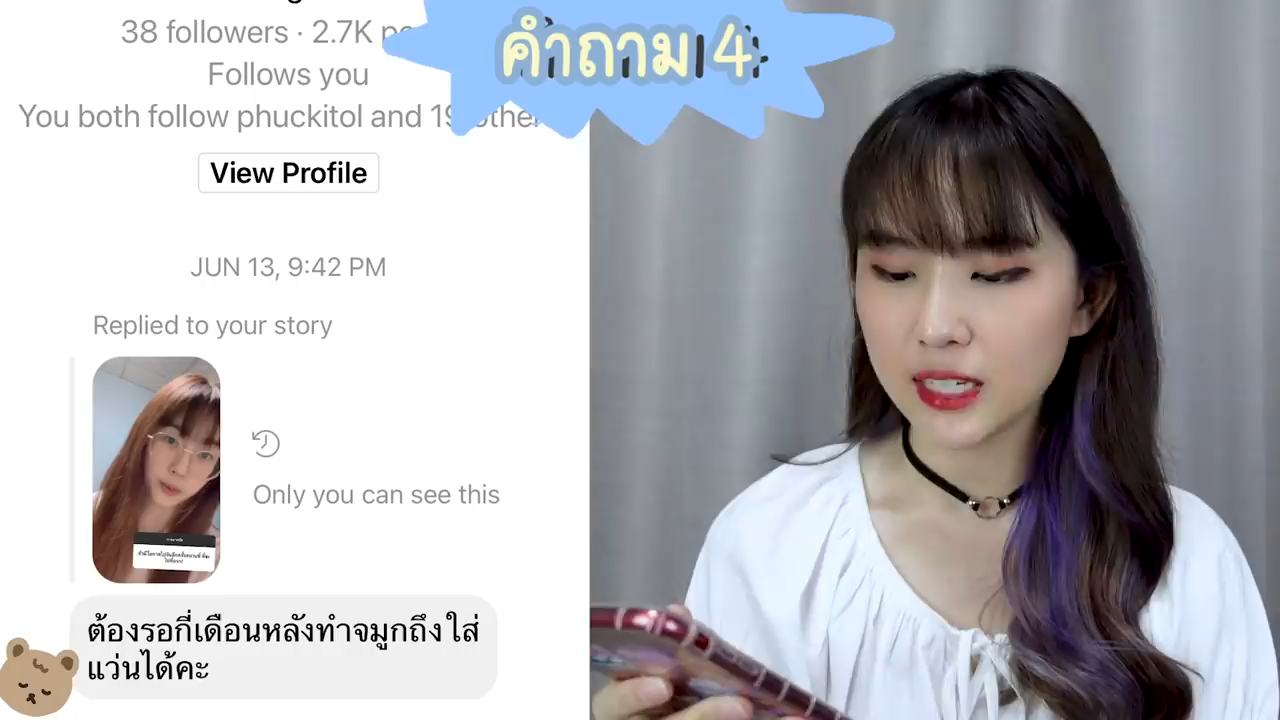 คำถาม 4
38 followers · 2.7K
Follows you
You both follow phuckitol and
View Profile
JUN 13, 9:42 PM
Replied to your story
Only you can see this
ต้องรอกี่เดือนหลังทำจมูกถึงใส่
แว่นได้คะ